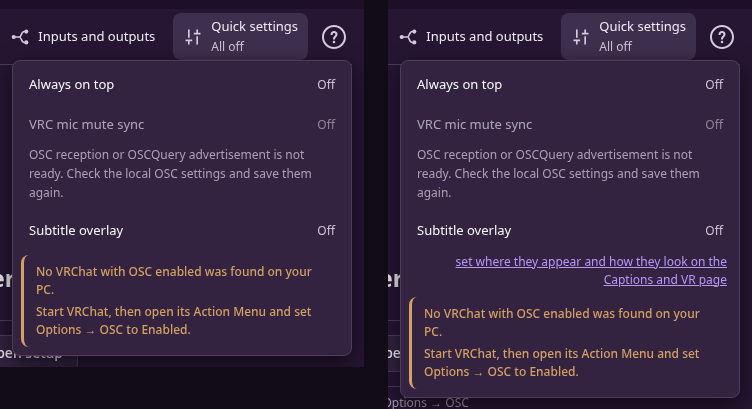 Inputs and outputs
Quick settings
All off
?
Always on top
Off
VRC mic mute sync
Off
OSC reception or OSCQuery advertisement is not
ready. Check the local OSC settings and save them
again.
Subtitle overlay
Off
No VRChat with OSC enabled was found on your
PC.
Start VRChat, then open its Action Menu and set
Options → OSC to Enabled.
Inputs and outputs
Quick settings
All off
?
Always on top
Off
VRC mic mute sync
Off
OSC reception or OSCQuery advertisement is not
ready. Check the local OSC settings and save them
again.
Subtitle overlay
Off
set where they appear and how they look on the
Captions and VR page
No VRChat with OSC enabled was found on your
PC.
Start VRChat, then open its Action Menu and set
Options → OSC to Enabled.
Options → OSC